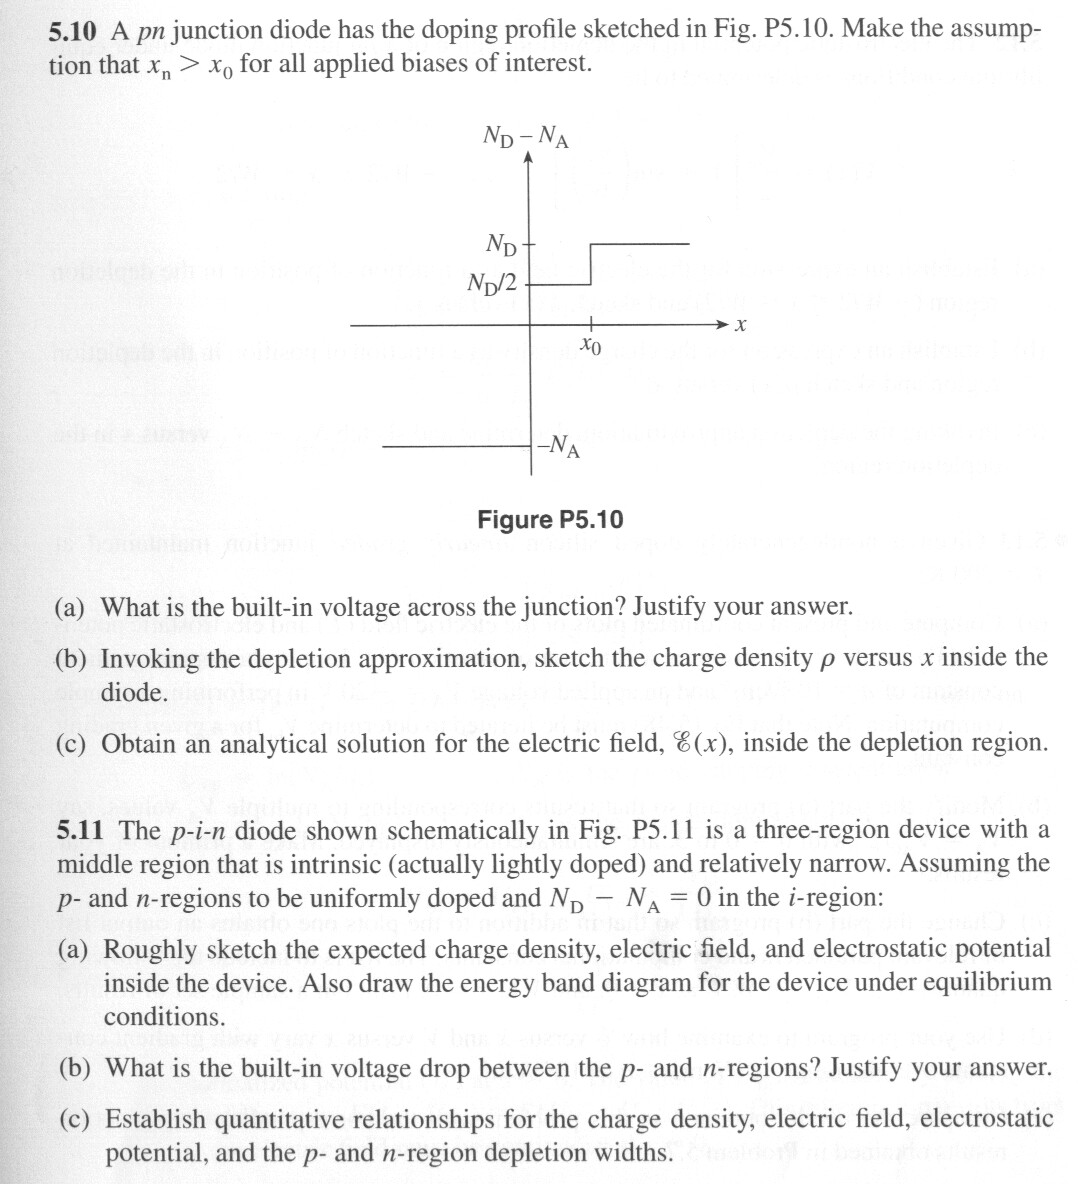 5.10 A pn junction diode has the doping profile sketched in Fig. P5.10. Make the assump-
tion that xₙ > x₀ for all applied biases of interest.
N_D − N_A
N_D
N_D/2
x
x₀
−N_A
Figure P5.10
(a) What is the built-in voltage across the junction? Justify your answer.
(b) Invoking the depletion approximation, sketch the charge density ρ versus x inside the
diode.
(c) Obtain an analytical solution for the electric field, ℰ(x), inside the depletion region.
5.11 The p-i-n diode shown schematically in Fig. P5.11 is a three-region device with a
middle region that is intrinsic (actually lightly doped) and relatively narrow. Assuming the
p- and n-regions to be uniformly doped and N_D − N_A = 0 in the i-region:
(a) Roughly sketch the expected charge density, electric field, and electrostatic potential
inside the device. Also draw the energy band diagram for the device under equilibrium
conditions.
(b) What is the built-in voltage drop between the p- and n-regions? Justify your answer.
(c) Establish quantitative relationships for the charge density, electric field, electrostatic
potential, and the p- and n-region depletion widths.